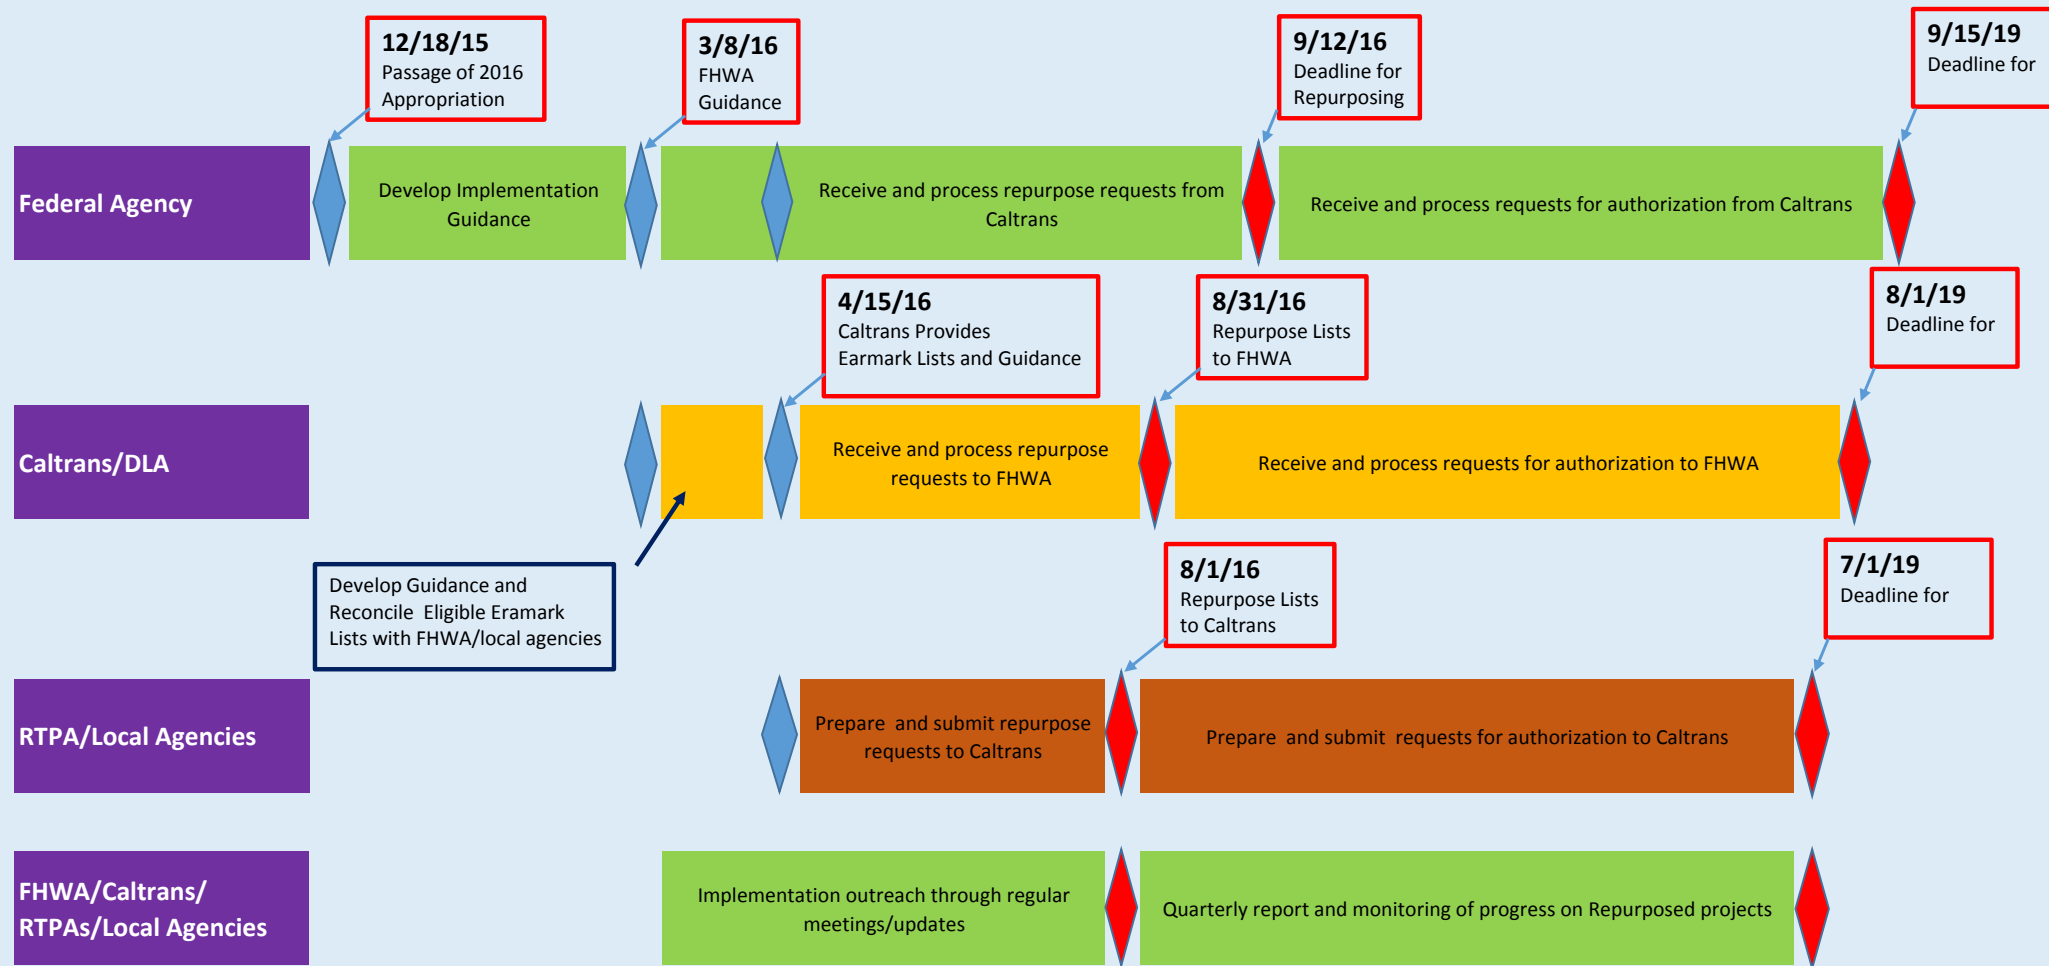 12/18/15
Passage of 2016
Appropriation
3/8/16
FHWA
Guidance
9/12/16
Deadline for
Repurposing
9/15/19
Deadline for
Federal Agency
Develop Implementation
Guidance
Receive and process repurpose requests from
Caltrans
Receive and process requests for authorization from Caltrans
4/15/16
Caltrans Provides
Earmark Lists and Guidance
8/31/16
Repurpose Lists
to FHWA
8/1/19
Deadline for
Caltrans/DLA
Receive and process repurpose
requests to FHWA
Receive and process requests for authorization to FHWA
Develop Guidance and
Reconcile Eligible Eramark
Lists with FHWA/local agencies
8/1/16
Repurpose Lists
to Caltrans
7/1/19
Deadline for
RTPA/Local Agencies
Prepare and submit repurpose
requests to Caltrans
Prepare and submit requests for authorization to Caltrans
FHWA/Caltrans/
RTPAs/Local Agencies
Implementation outreach through regular
meetings/updates
Quarterly report and monitoring of progress on Repurposed projects